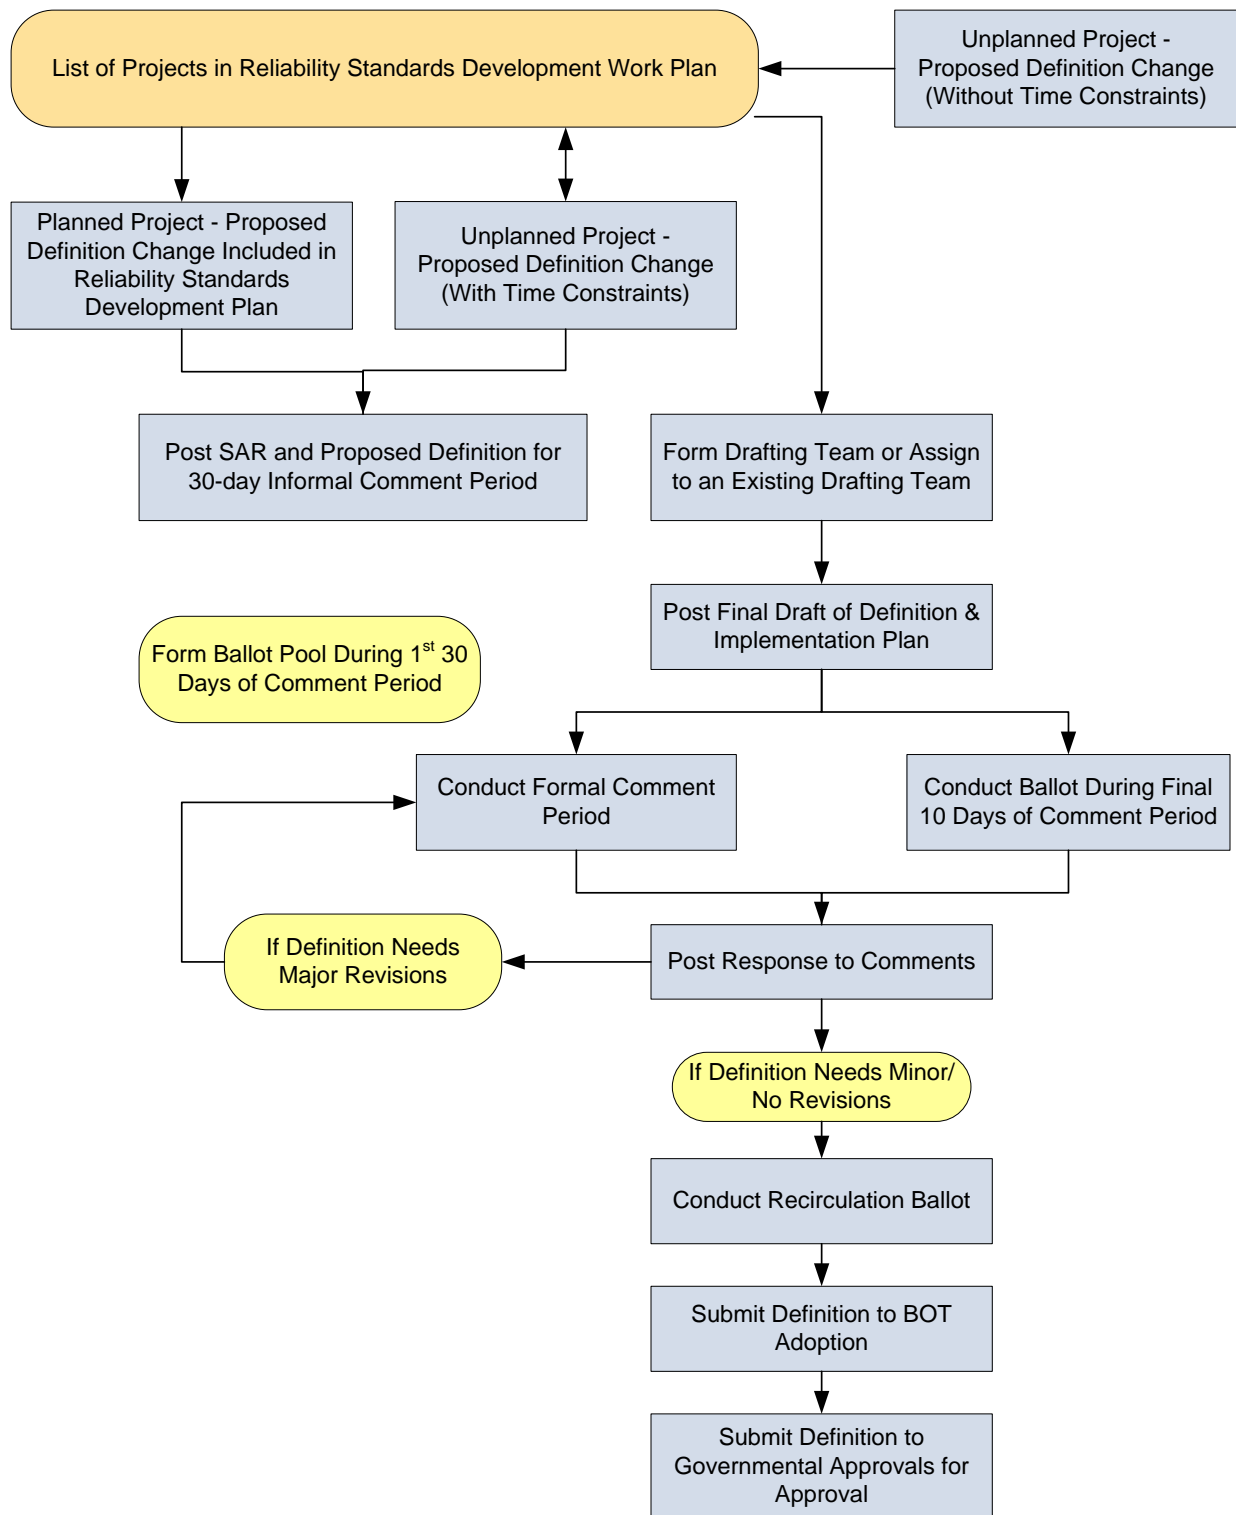 List of Projects in Reliability Standards Development Work Plan
Unplanned Project -
Proposed Definition Change
(Without Time Constraints)
Planned Project - Proposed
Definition Change Included in
Reliability Standards
Development Plan
Unplanned Project -
Proposed Definition Change
(With Time Constraints)
Post SAR and Proposed Definition for
30-day Informal Comment Period
Form Drafting Team or Assign
to an Existing Drafting Team
Post Final Draft of Definition &
Implementation Plan
Form Ballot Pool During 1st 30
Days of Comment Period
Conduct Formal Comment
Period
Conduct Ballot During Final
10 Days of Comment Period
If Definition Needs
Major Revisions
Post Response to Comments
If Definition Needs Minor/
No Revisions
Conduct Recirculation Ballot
Submit Definition to BOT
Adoption
Submit Definition to
Governmental Approvals for
Approval